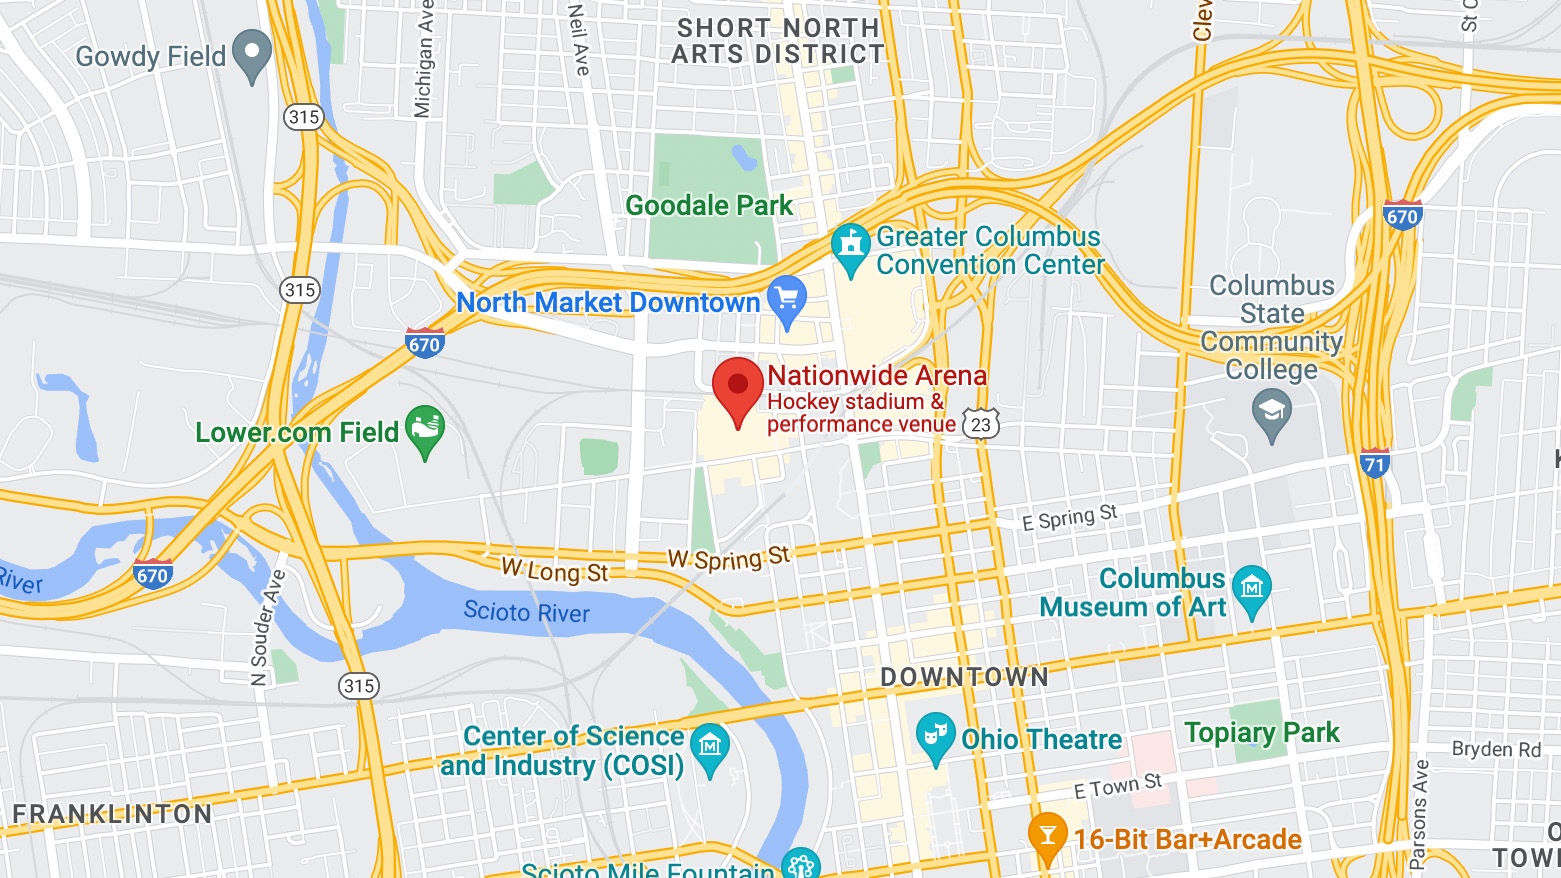 SHORT NORTH
ARTS DISTRICT
Gowdy Field
Michigan Ave
Neil Ave
315
Goodale Park
Greater Columbus
Convention Center
670
315
North Market Downtown
Columbus
State
Community
College
670
Nationwide Arena
Hockey stadium &
performance venue
23
Lower.com Field
71
E Spring St
W Spring St
W Long St
670
River
Scioto River
N Souder Ave
Columbus
Museum of Art
315
DOWNTOWN
Center of Science
and Industry (COSI)
Ohio Theatre
Topiary Park
Bryden Rd
E Town St
Parsons Ave
FRANKLINTON
16-Bit Bar+Arcade
Scioto Mile Fountain